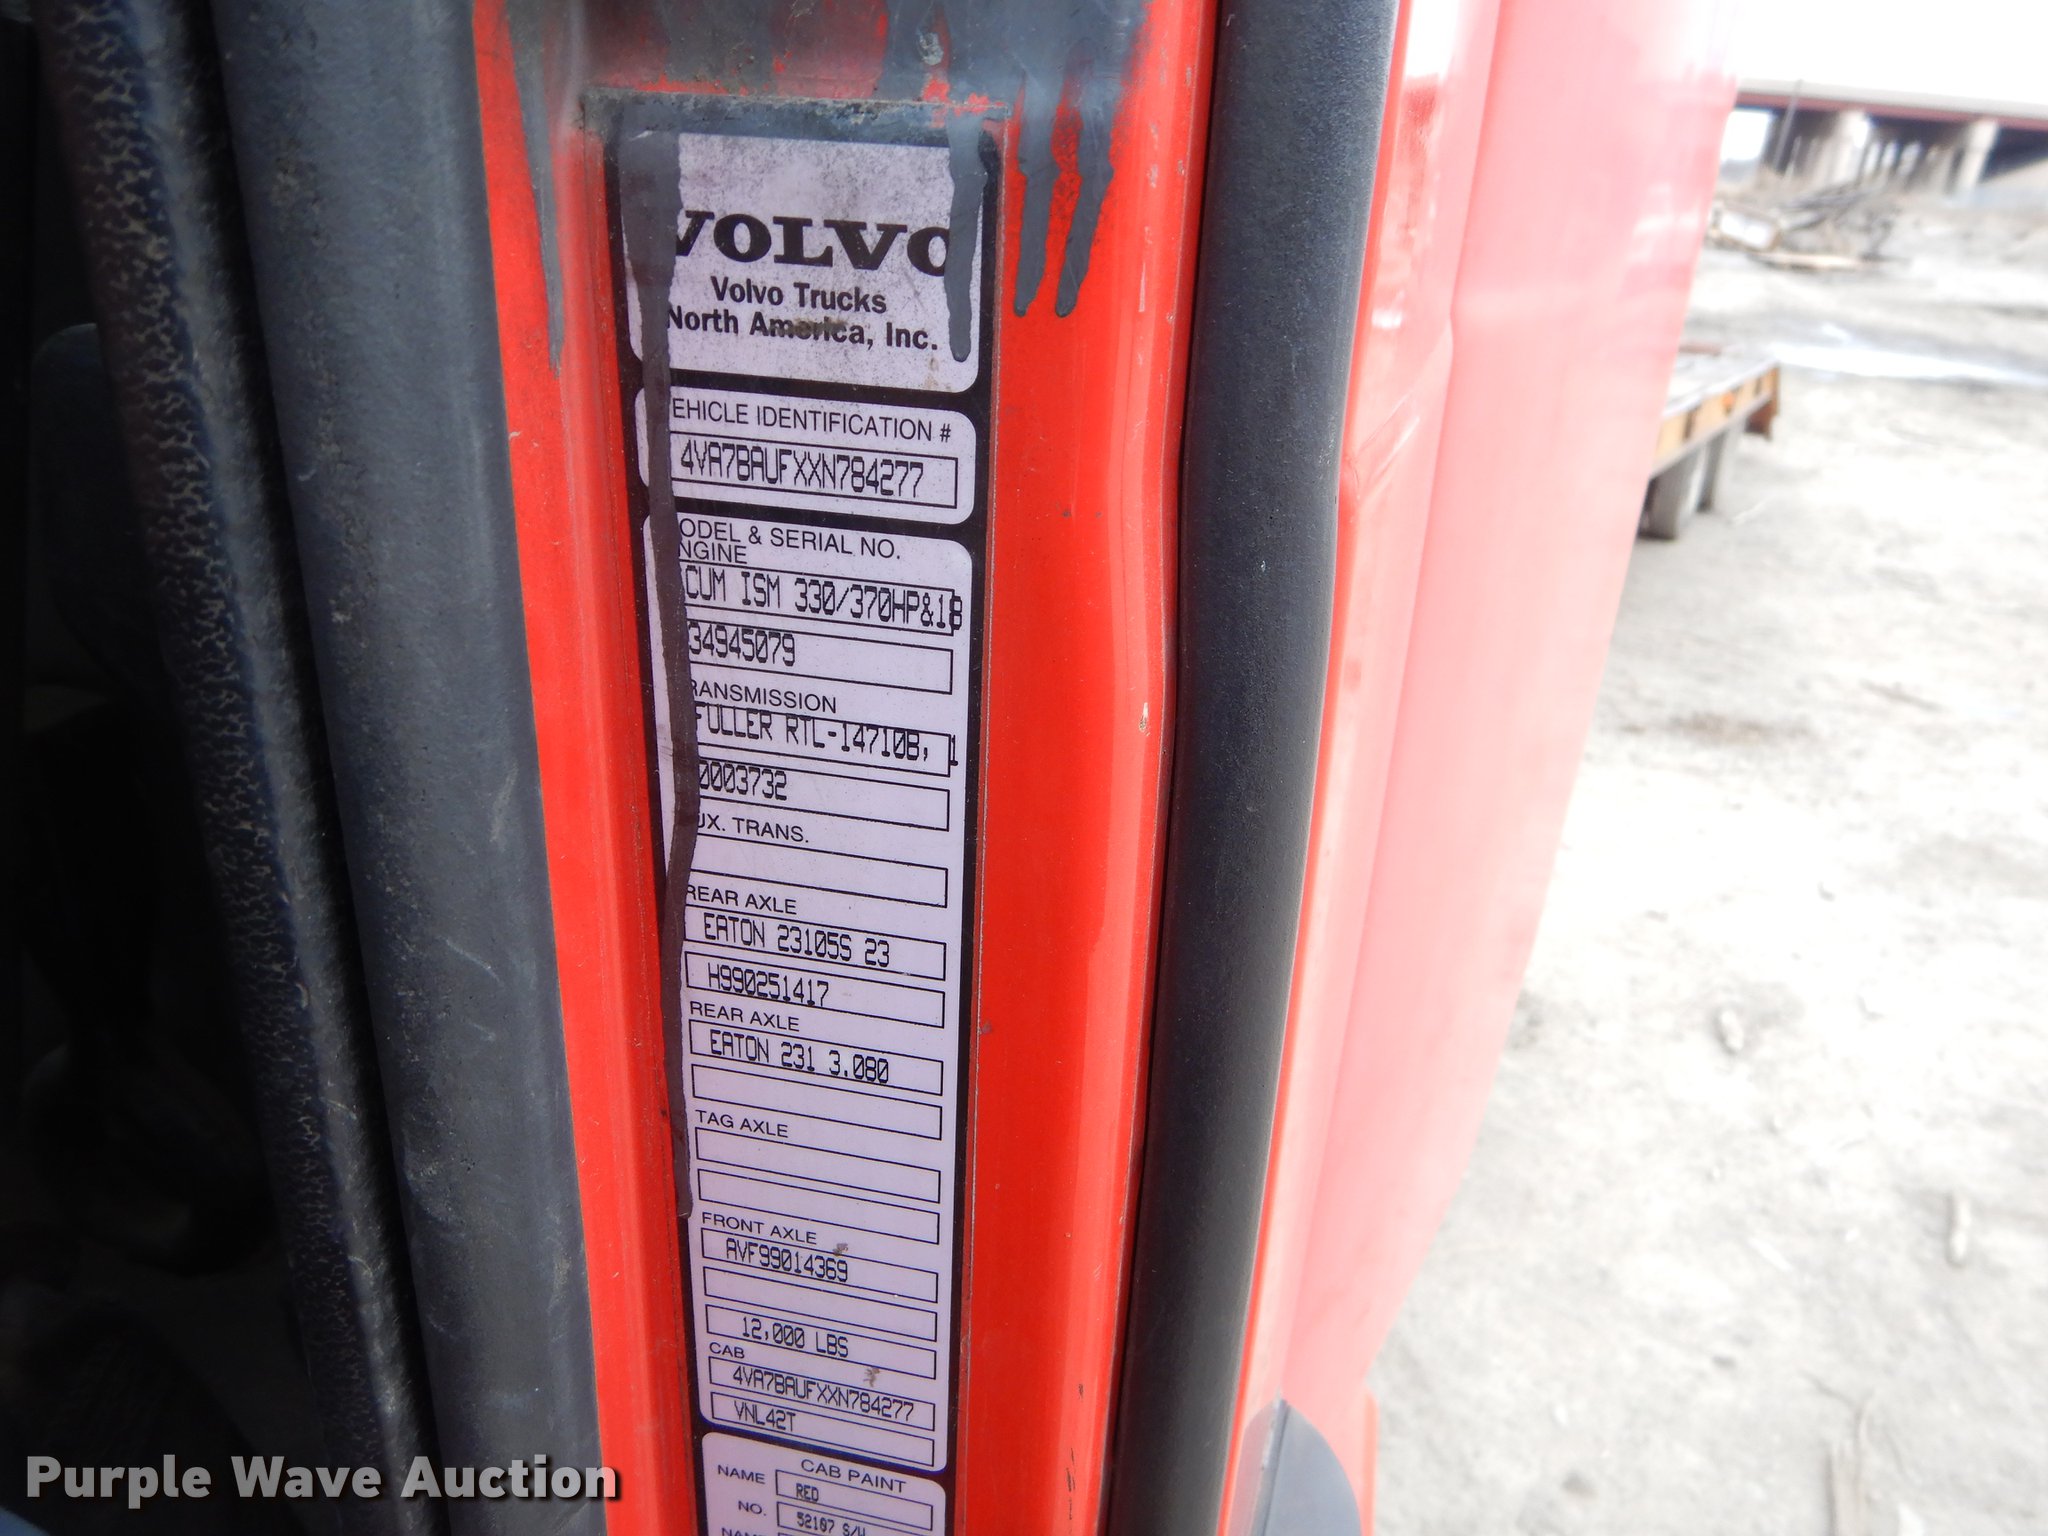 VOLVO
Volvo Trucks
North America, Inc.
EHICLE IDENTIFICATION #
4VA7BAUFXXN784277
ODEL & SERIAL NO.
NGINE
CUM ISM 330/370HP&18
34945079
RANSMISSION
FULLER RTL-14710B, 1
0003732
UX. TRANS.
REAR AXLE
EATON 23105S 23
H990251417
REAR AXLE
EATON 231 3.080
TAG AXLE
FRONT AXLE
AVF99014369
12,000 LBS
CAB
4VA7BAUFXXN784277
VNL42T
CAB PAINT
NAME RED
NO. 52107 S/W
NAME
Purple Wave Auction